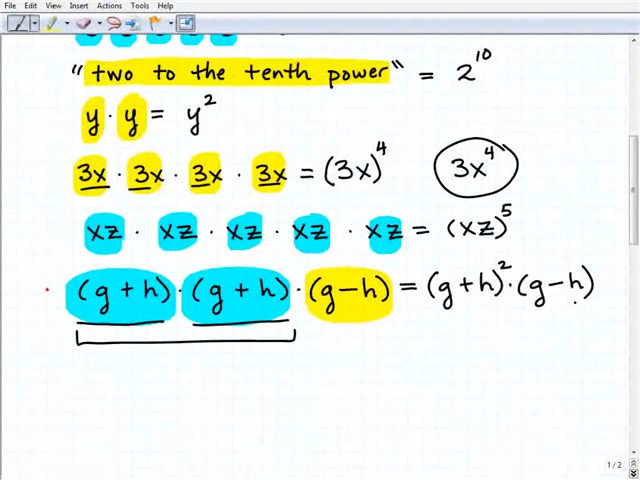 File Edit View Insert Actions Tools Help
"two to the tenth power" = 2^10
y · y = y^2
3x · 3x · 3x · 3x = (3x)^4 3x^4
xz · xz · xz · xz · xz = (xz)^5
(g + h) · (g + h) · (g − h) = (g + h)^2 · (g − h)
1/2